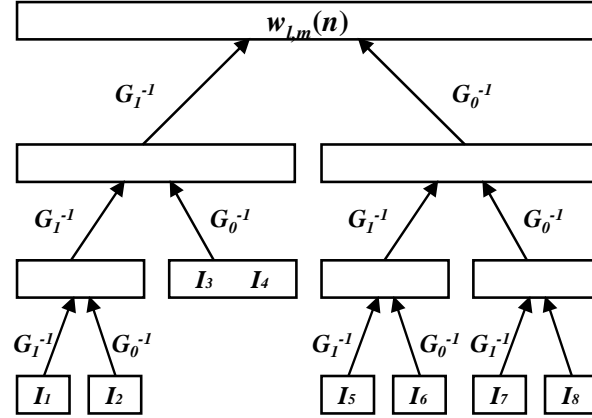 w_{l,m}(n)
G_1^{-1} G_0^{-1}
G_1^{-1} G_0^{-1} G_1^{-1} G_0^{-1}
I_3 I_4
G_1^{-1} G_0^{-1} G_1^{-1} G_0^{-1} G_1^{-1} G_0^{-1}
I_1 I_2 I_5 I_6 I_7 I_8